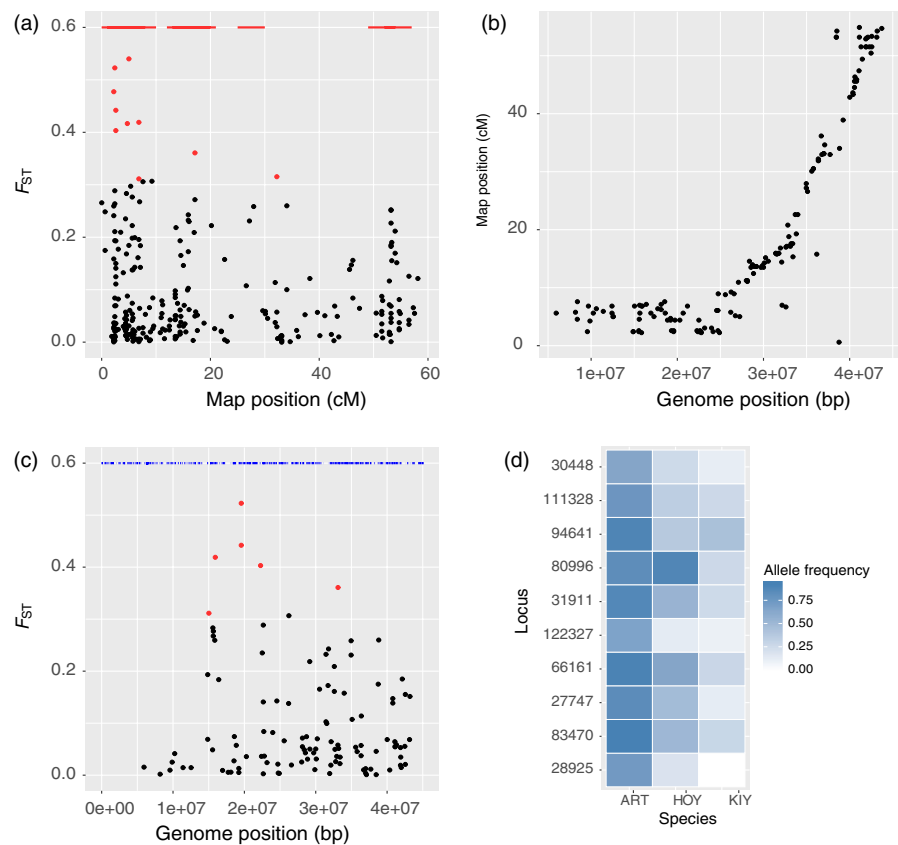 (a)
0.6
0.4
0.2
0.0
FST
0
20
40
60
Map position (cM)
(b)
40
20
0
Map position (cM)
1e+07
2e+07
3e+07
4e+07
Genome position (bp)
(c)
0.6
0.4
0.2
0.0
FST
0e+00
1e+07
2e+07
3e+07
4e+07
Genome position (bp)
(d)
30448
111328
94641
80996
31911
122327
66161
27747
83470
28925
Locus
ART
HOY
KIY
Species
Allele frequency
0.75
0.50
0.25
0.00